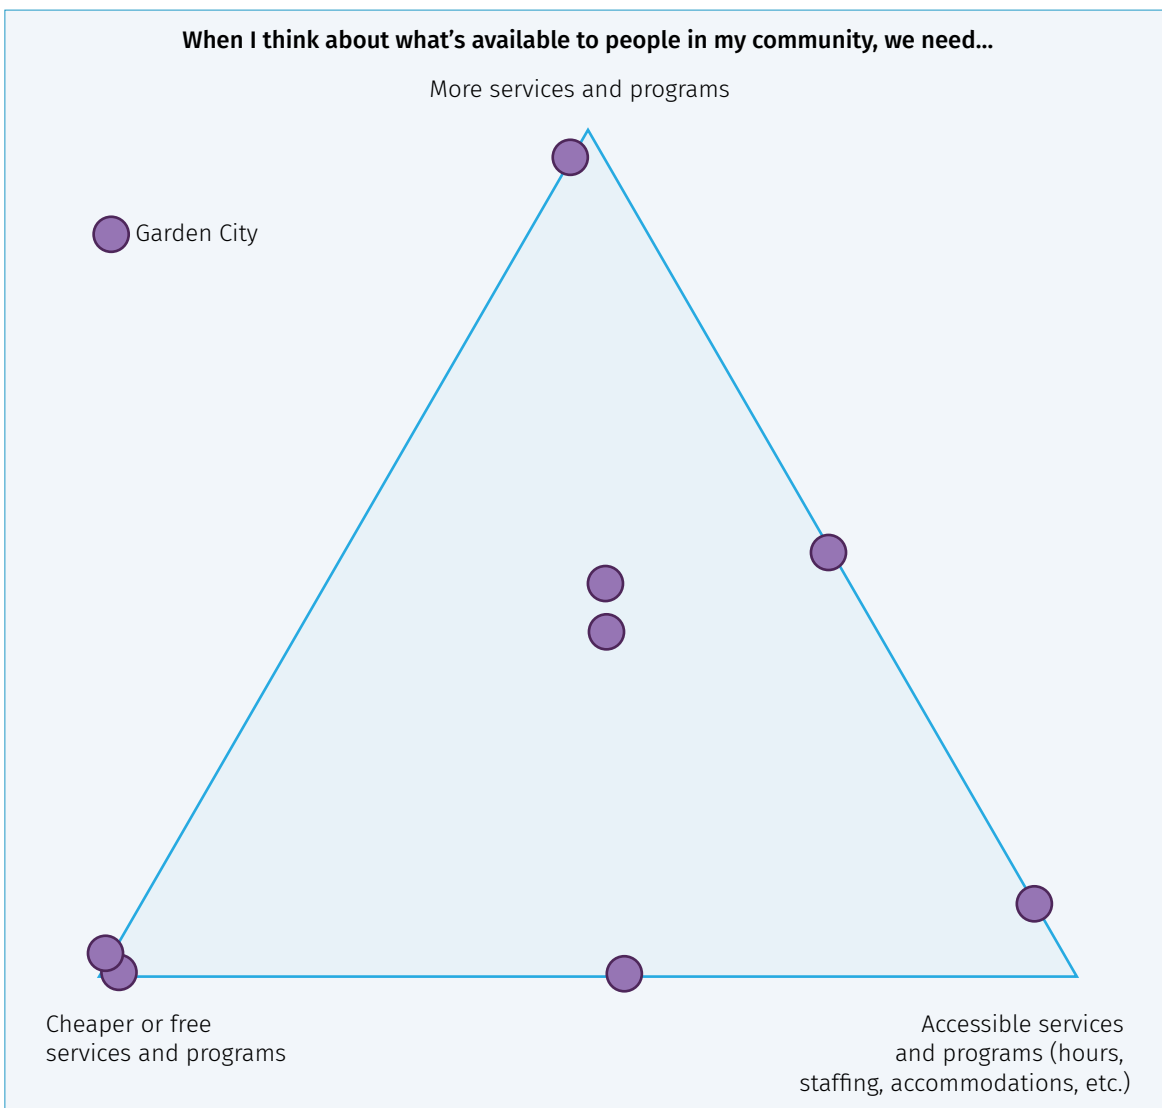 When I think about what’s available to people in my community, we need…
More services and programs
Garden City
Cheaper or free
services and programs
Accessible services
and programs (hours,
staffing, accommodations, etc.)